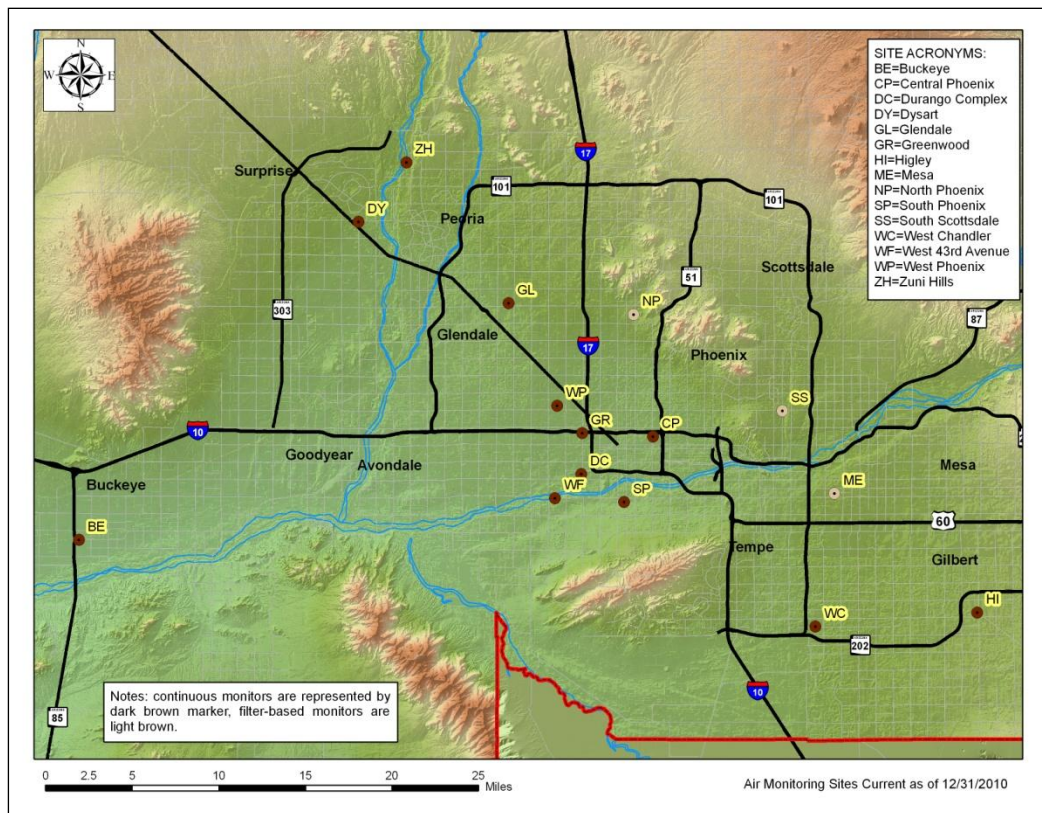 N
W E
S
SITE ACRONYMS:
BE=Buckeye
CP=Central Phoenix
DC=Durango Complex
DY=Dysart
GL=Glendale
GR=Greenwood
HI=Higley
ME=Mesa
NP=North Phoenix
SP=South Phoenix
SS=South Scottsdale
WC=West Chandler
WF=West 43rd Avenue
WP=West Phoenix
ZH=Zuni Hills
ZH
17
Surprise
101
101
DY
Peoria
51
Scottsdale
GL
NP
303
87
Glendale
17
Phoenix
WP
SS
GR
CP
10
Goodyear
Avondale
DC
Mesa
Buckeye
WF
SP
ME
BE
60
Tempe
Gilbert
WC
HI
202
10
85
Notes: continuous monitors are represented by
dark brown marker, filter-based monitors are
light brown.
0 2.5 5 10 15 20 25
Miles
Air Monitoring Sites Current as of 12/31/2010